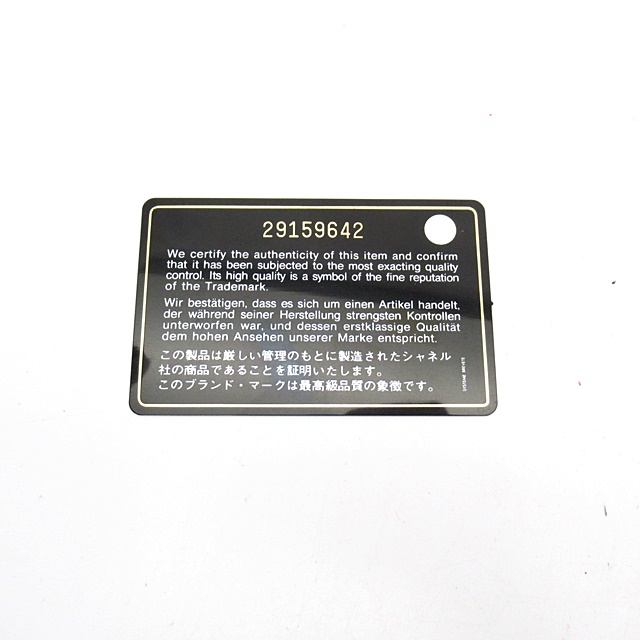 29159642
We certify the authenticity of this item and confirm
that it has been subjected to the most exacting quality
control. Its high quality is a symbol of the fine reputation
of the Trademark.
Wir bestätigen, dass es sich um einen Artikel handelt,
der während seiner Herstellung strengsten Kontrollen
unterworfen war, und dessen erstklassige Qualität
dem hohen Ansehen unserer Marke entspricht.
この製品は厳しい管理のもとに製造されたシャネル
社の商品であることを証明いたします。
このブランド・マークは最高級品質の象徴です。